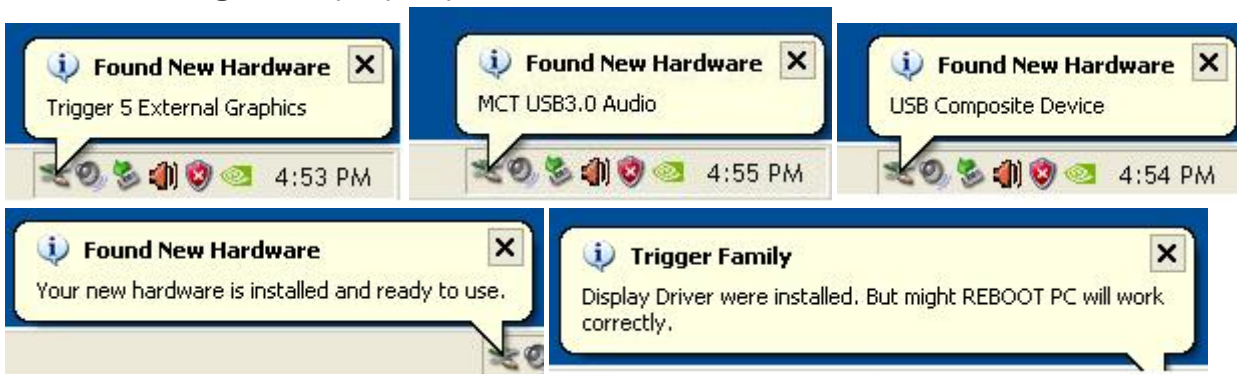 Found New Hardware
Trigger 5 External Graphics
4:53 PM
Found New Hardware
MCT USB3.0 Audio
4:55 PM
Found New Hardware
USB Composite Device
4:54 PM
Found New Hardware
Your new hardware is installed and ready to use.
Trigger Family
Display Driver were installed. But might REBOOT PC will work
correctly.